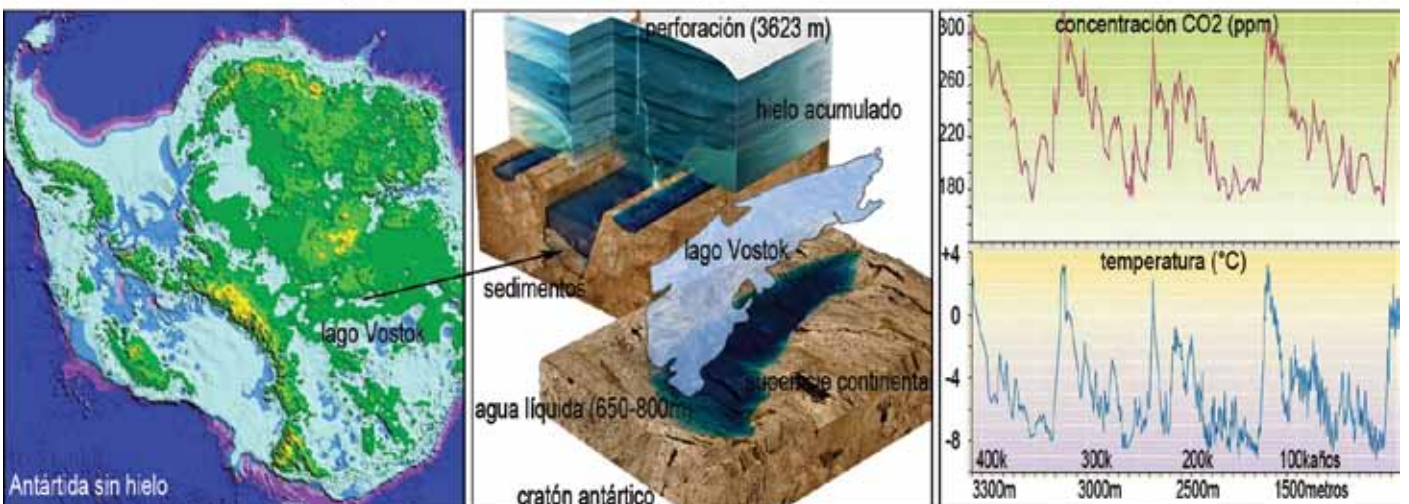 lago Vostok
Antártida sin hielo
perforación (3623 m)
hielo acumulado
lago Vostok
sedimentos
superficie continental
agua líquida (650-800m)
cratón antártico
concentración CO2 (ppm)
300
260
220
180
temperatura (°C)
+4
0
-4
-8
400k 300k 200k 100kaños
3300m 3000m 2500m 1500metros